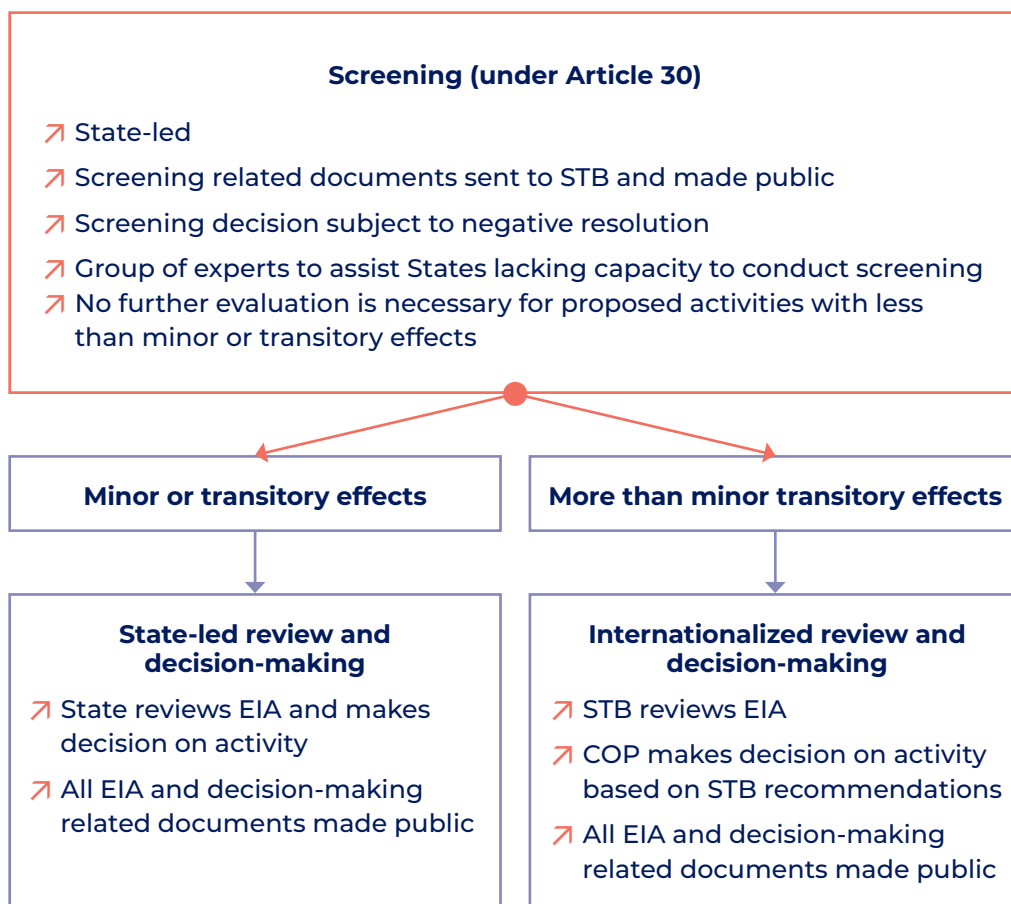 Screening (under Article 30)
State-led
Screening related documents sent to STB and made public
Screening decision subject to negative resolution
Group of experts to assist States lacking capacity to conduct screening
No further evaluation is necessary for proposed activities with less
than minor or transitory effects
Minor or transitory effects
More than minor transitory effects
State-led review and
decision-making
State reviews EIA and makes
decision on activity
All EIA and decision-making
related documents made public
Internationalized review and
decision-making
STB reviews EIA
COP makes decision on activity
based on STB recommendations
All EIA and decision-making
related documents made public